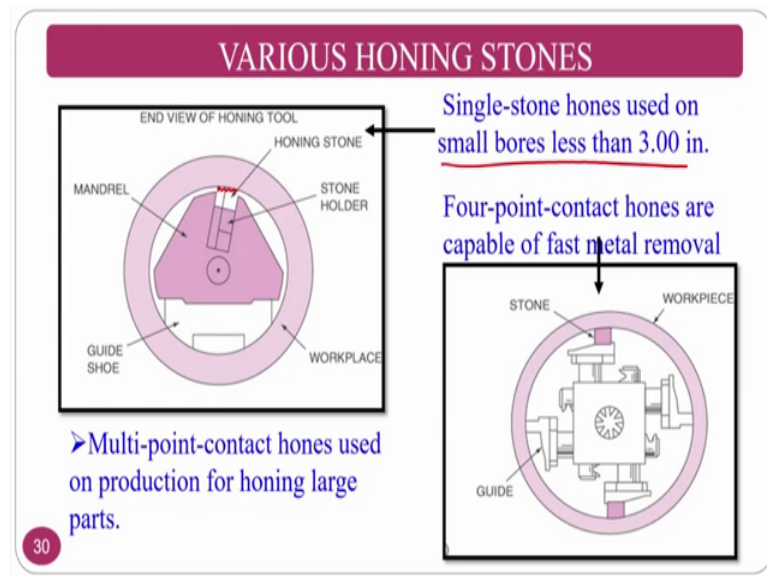 VARIOUS HONING STONES
END VIEW OF HONING TOOL
HONING STONE
MANDREL
STONE
HOLDER
GUIDE
SHOE
WORKPLACE
Single-stone hones used on
small bores less than 3.00 in.
Four-point-contact hones are
capable of fast metal removal
STONE
WORKPIECE
GUIDE
➤Multi-point-contact hones used
on production for honing large
parts.
30